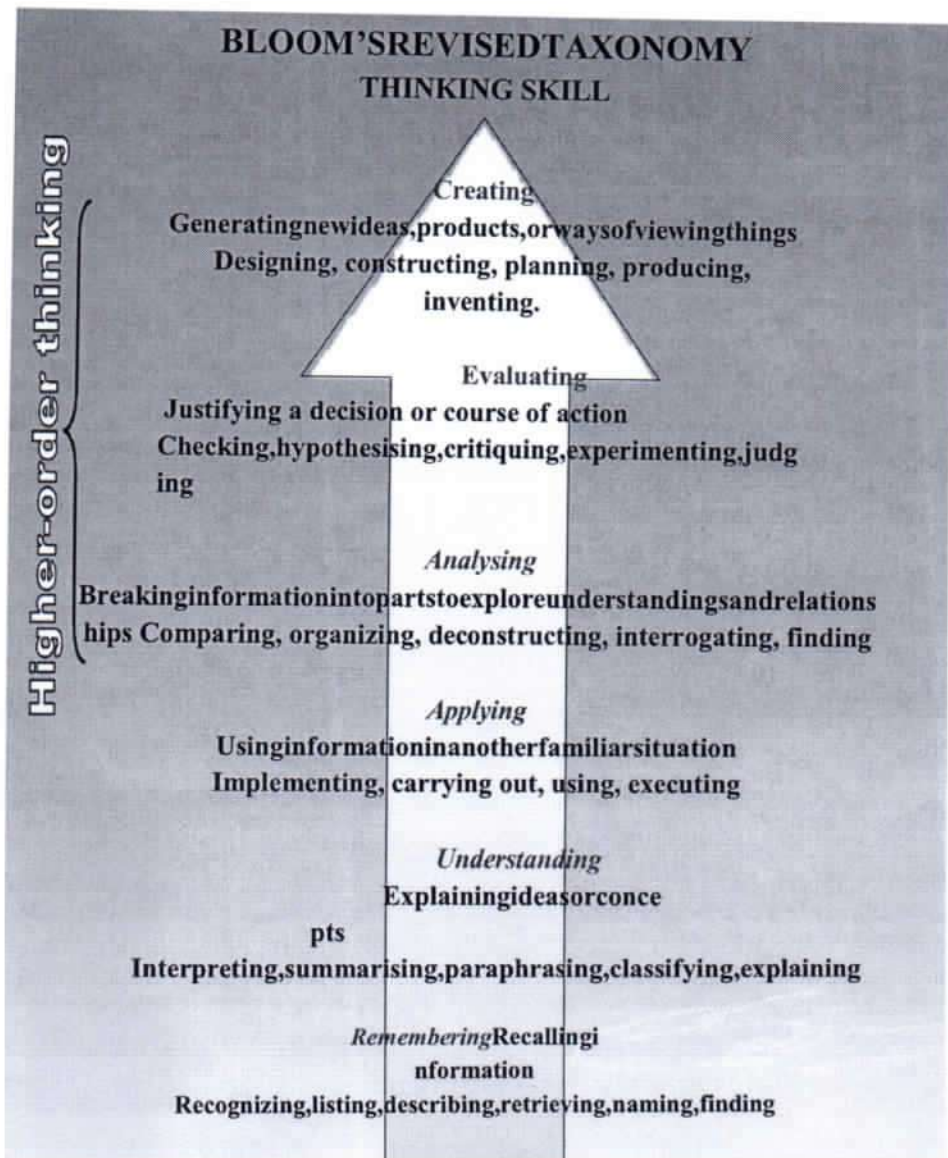 BLOOM'SREVISEDTAXONOMY
THINKING SKILL
Higher-order thinking
Creating
Generatingnewideas,products,orwaysofviewingthings
Designing, constructing, planning, producing,
inventing.
Evaluating
Justifying a decision or course of action
Checking,hypothesising,critiquing,experimenting,judg
ing
Analysing
Breakinginformationintopartstoexploreunderstandingsandrelations
hips Comparing, organizing, deconstructing, interrogating, finding
Applying
Usinginformationinanotherfamiliarsituation
Implementing, carrying out, using, executing
Understanding
Explainingideasorconce
pts
Interpreting,summarising,paraphrasing,classifying,explaining
RememberingRecallingi
nformation
Recognizing,listing,describing,retrieving,naming,finding